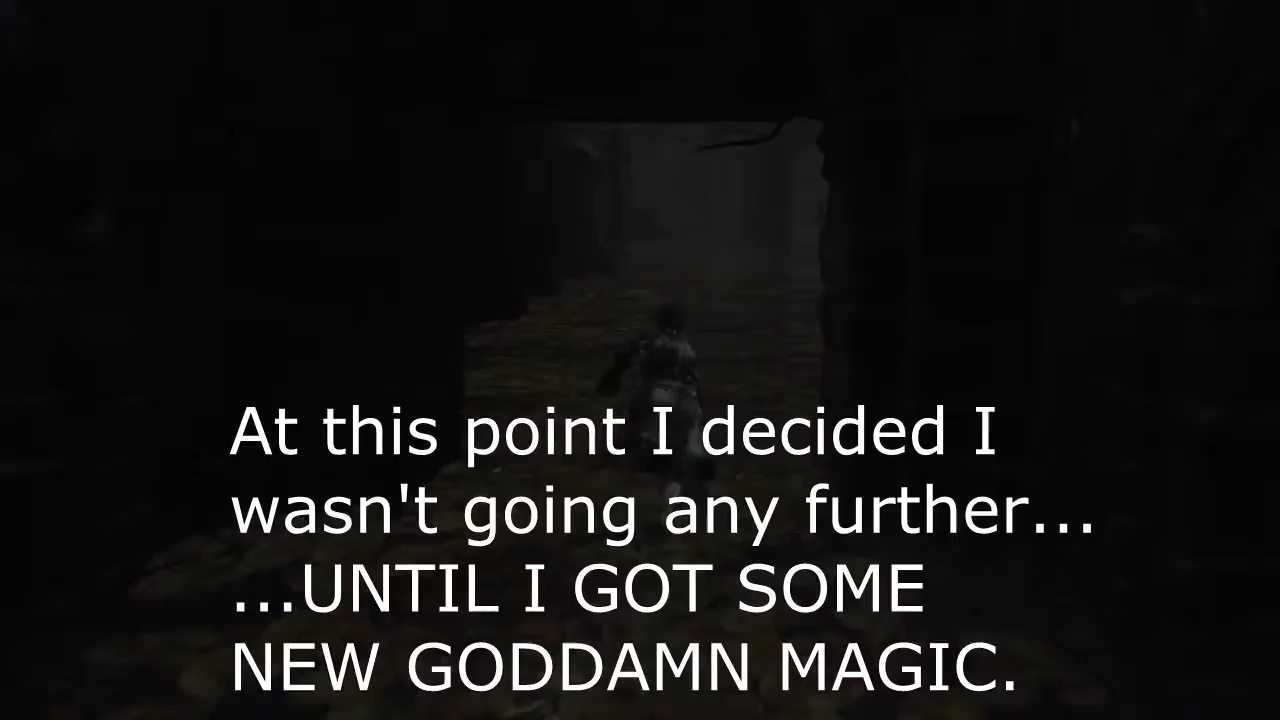 At this point I decided I
wasn't going any further...
...UNTIL I GOT SOME
NEW GODDAMN MAGIC.